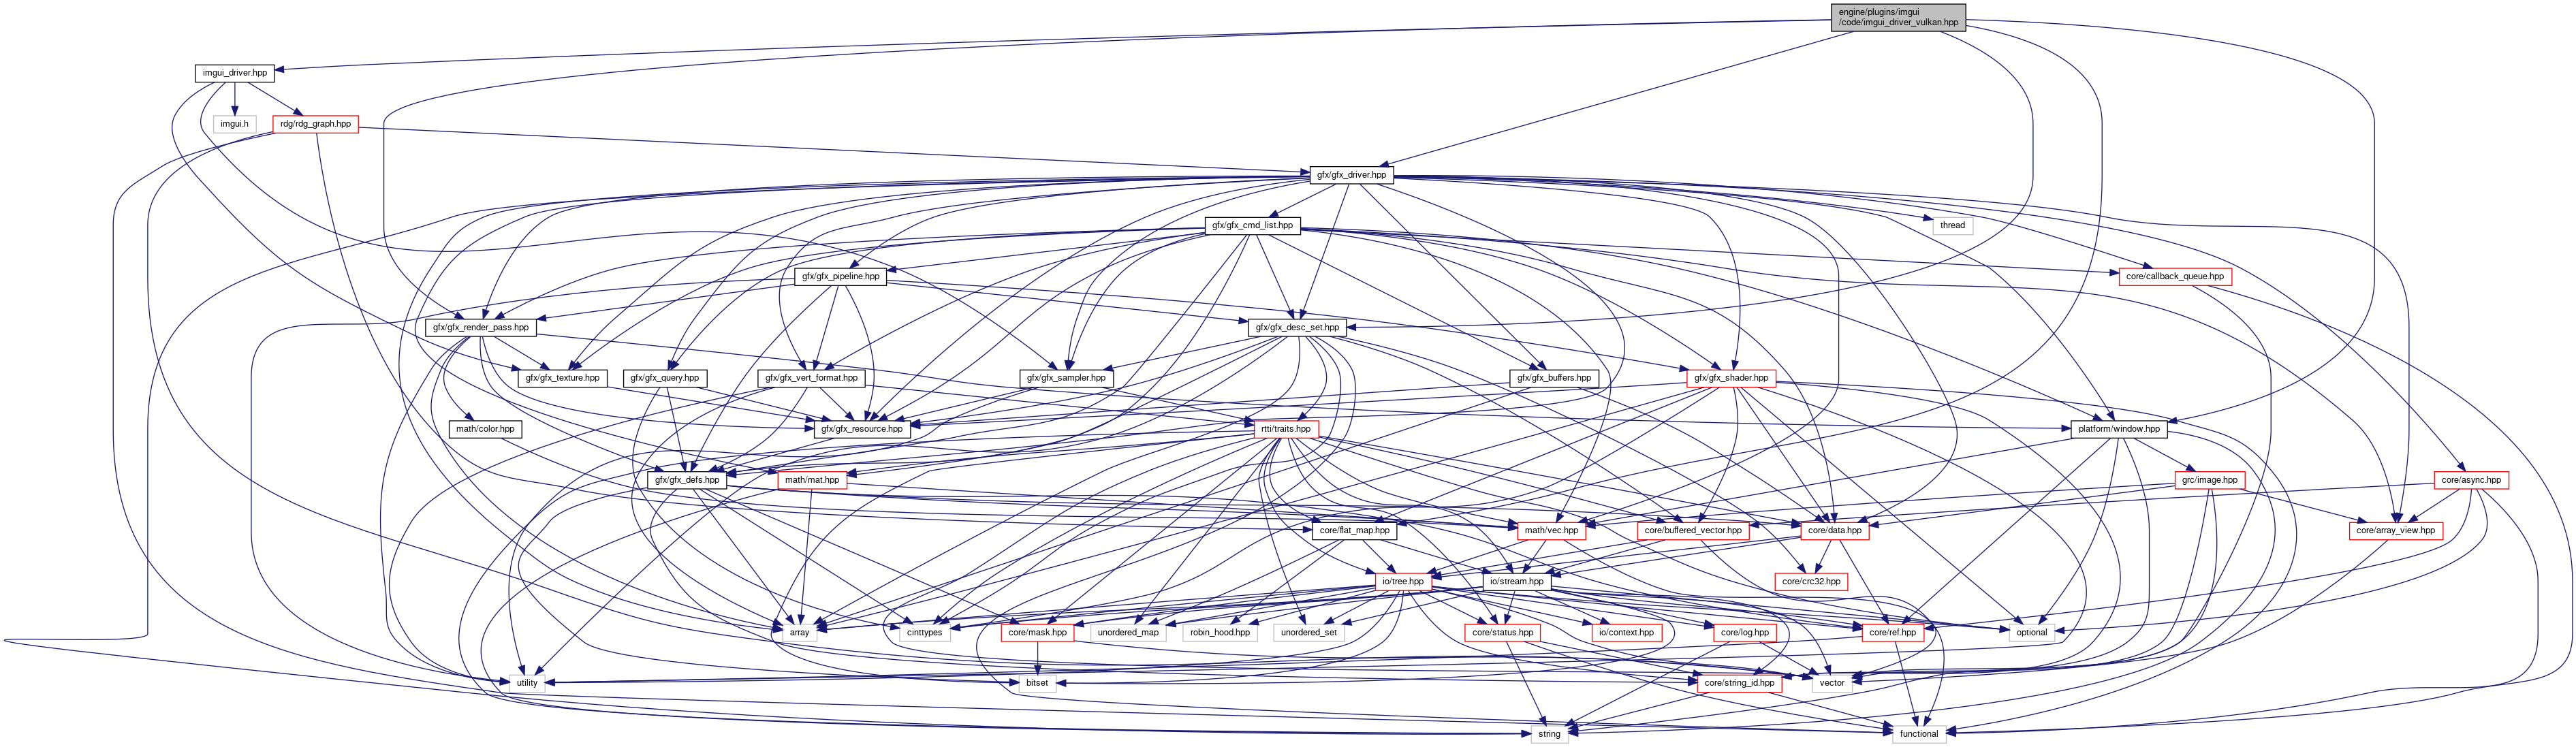 engine/plugins/imgui
/code/imgui_driver_vulkan.hpp
imgui_driver.hpp
imgui.h
rdg/rdg_graph.hpp
gfx/gfx_driver.hpp
gfx/gfx_cmd_list.hpp
thread
gfx/gfx_pipeline.hpp
core/callback_queue.hpp
gfx/gfx_render_pass.hpp
gfx/gfx_desc_set.hpp
gfx/gfx_texture.hpp
gfx/gfx_query.hpp
gfx/gfx_vert_format.hpp
gfx/gfx_sampler.hpp
gfx/gfx_buffers.hpp
gfx/gfx_shader.hpp
math/color.hpp
gfx/gfx_resource.hpp
rtti/traits.hpp
platform/window.hpp
gfx/gfx_defs.hpp
math/mat.hpp
grc/image.hpp
core/async.hpp
core/flat_map.hpp
math/vec.hpp
core/buffered_vector.hpp
core/data.hpp
core/array_view.hpp
io/tree.hpp
io/stream.hpp
core/crc32.hpp
array
cinttypes
core/mask.hpp
unordered_map
robin_hood.hpp
unordered_set
core/status.hpp
io/context.hpp
core/log.hpp
core/ref.hpp
optional
utility
bitset
core/string_id.hpp
vector
string
functional